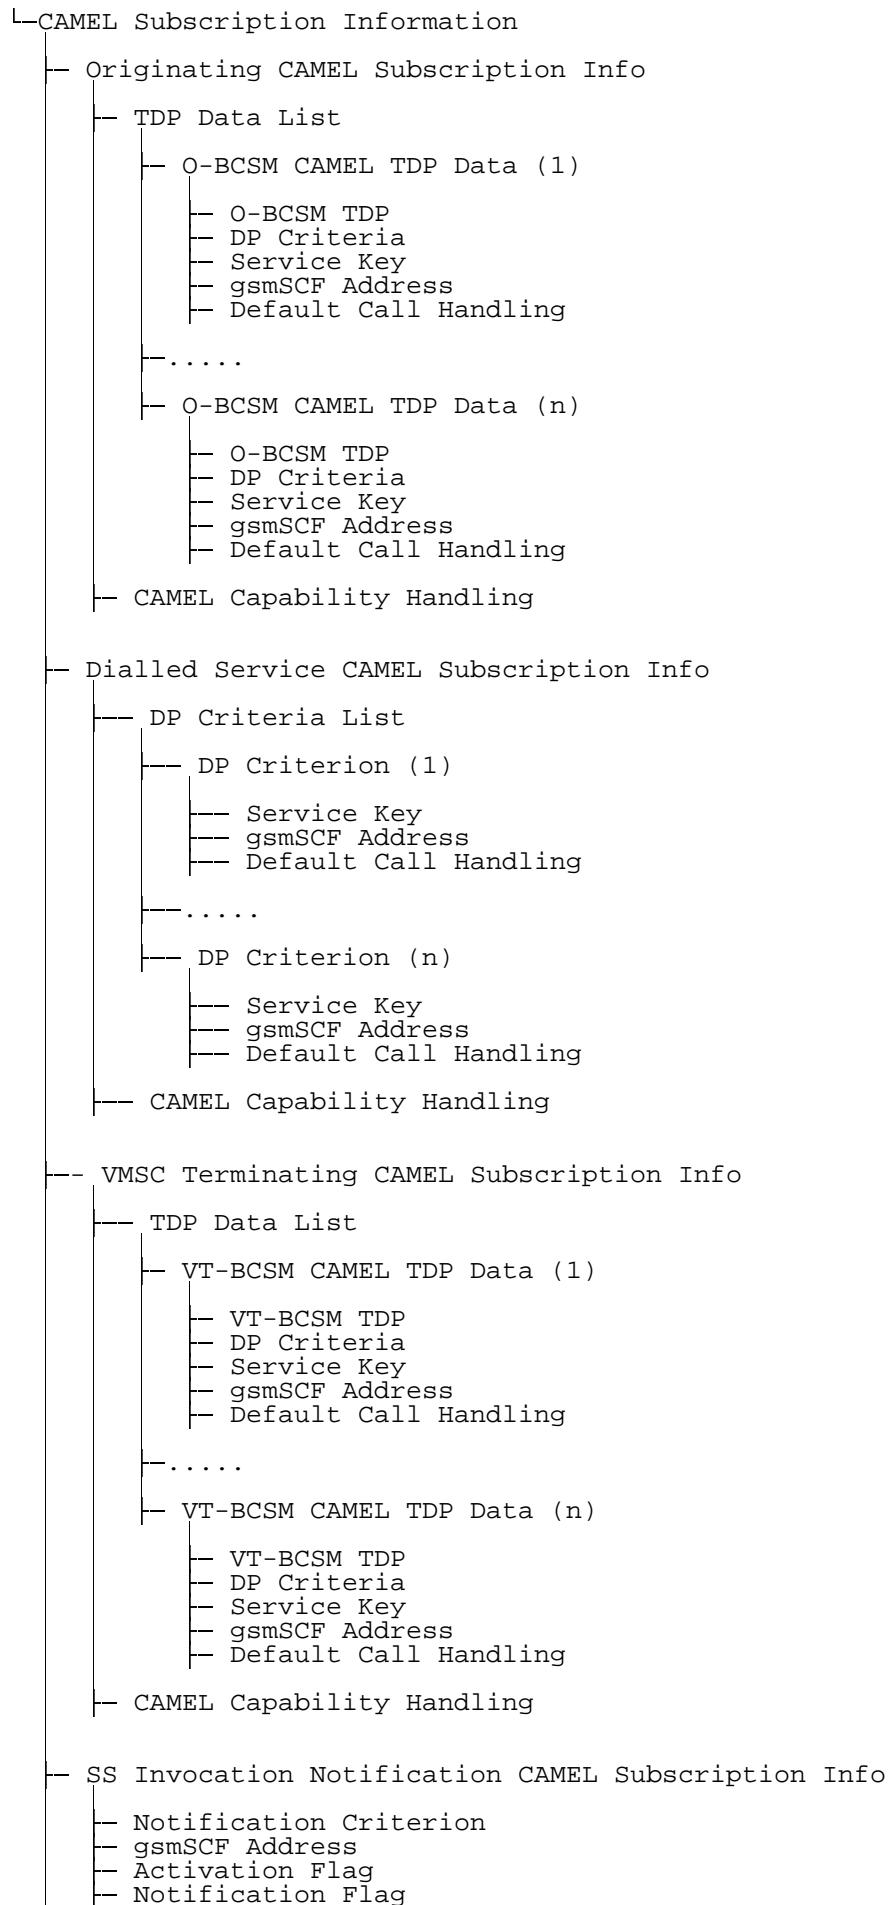 CAMEL Subscription Information
Originating CAMEL Subscription Info
TDP Data List
O-BCSM CAMEL TDP Data (1)
O-BCSM TDP
DP Criteria
Service Key
gsmSCF Address
Default Call Handling
.....
O-BCSM CAMEL TDP Data (n)
O-BCSM TDP
DP Criteria
Service Key
gsmSCF Address
Default Call Handling
CAMEL Capability Handling
Dialled Service CAMEL Subscription Info
DP Criteria List
DP Criterion (1)
Service Key
gsmSCF Address
Default Call Handling
.....
DP Criterion (n)
Service Key
gsmSCF Address
Default Call Handling
CAMEL Capability Handling
VMSC Terminating CAMEL Subscription Info
TDP Data List
VT-BCSM CAMEL TDP Data (1)
VT-BCSM TDP
DP Criteria
Service Key
gsmSCF Address
Default Call Handling
.....
VT-BCSM CAMEL TDP Data (n)
VT-BCSM TDP
DP Criteria
Service Key
gsmSCF Address
Default Call Handling
CAMEL Capability Handling
SS Invocation Notification CAMEL Subscription Info
Notification Criterion
gsmSCF Address
Activation Flag
Notification Flag